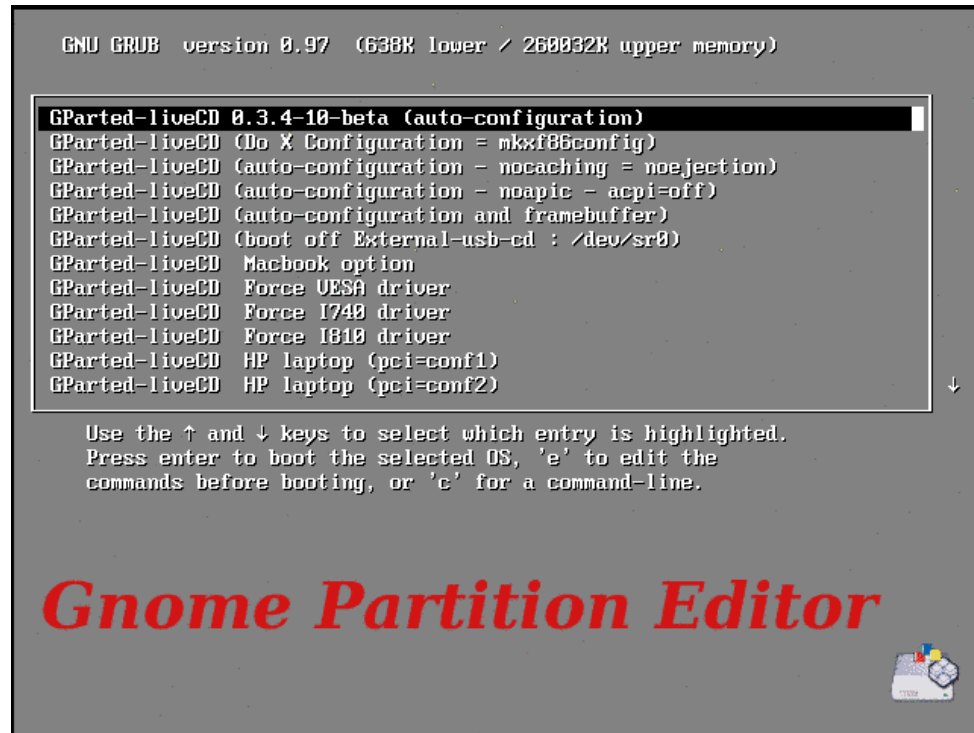 GNU GRUB version 0.97 (638K lower / 260032K upper memory)
GParted-liveCD 0.3.4-10-beta (auto-configuration)
GParted-liveCD (Do X Configuration = mkxf86config)
GParted-liveCD (auto-configuration - nocaching = noejection)
GParted-liveCD (auto-configuration - noapic - acpi=off)
GParted-liveCD (auto-configuration and framebuffer)
GParted-liveCD (boot off External-usb-cd : /dev/sr0)
GParted-liveCD Macbook option
GParted-liveCD Force VESA driver
GParted-liveCD Force I740 driver
GParted-liveCD Force I810 driver
GParted-liveCD HP laptop (pci=conf1)
GParted-liveCD HP laptop (pci=conf2)
↓
Use the ↑ and ↓ keys to select which entry is highlighted.
Press enter to boot the selected OS, 'e' to edit the
commands before booting, or 'c' for a command-line.
Gnome Partition Editor